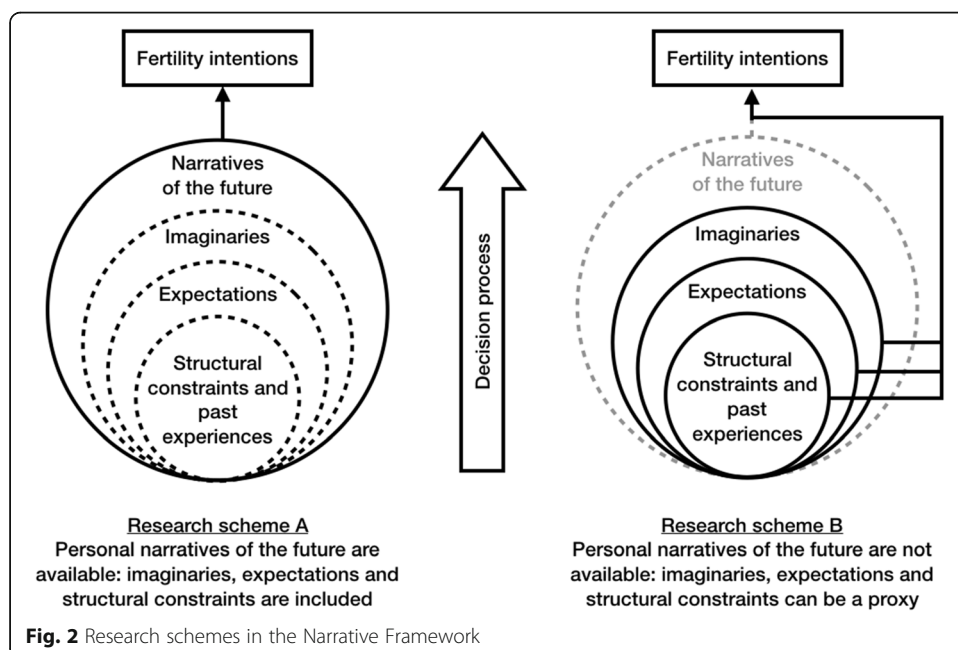 Fertility intentions
Narratives
of the future
Imaginaries
Expectations
Structural
constraints and
past
experiences
Research scheme A
Personal narratives of the future are
available: imaginaries, expectations and
structural constraints are included
Decision process
Fertility intentions
Narratives
of the future
Imaginaries
Expectations
Structural
constraints and
past
experiences
Research scheme B
Personal narratives of the future are not
available: imaginaries, expectations and
structural constraints can be a proxy
Fig. 2 Research schemes in the Narrative Framework